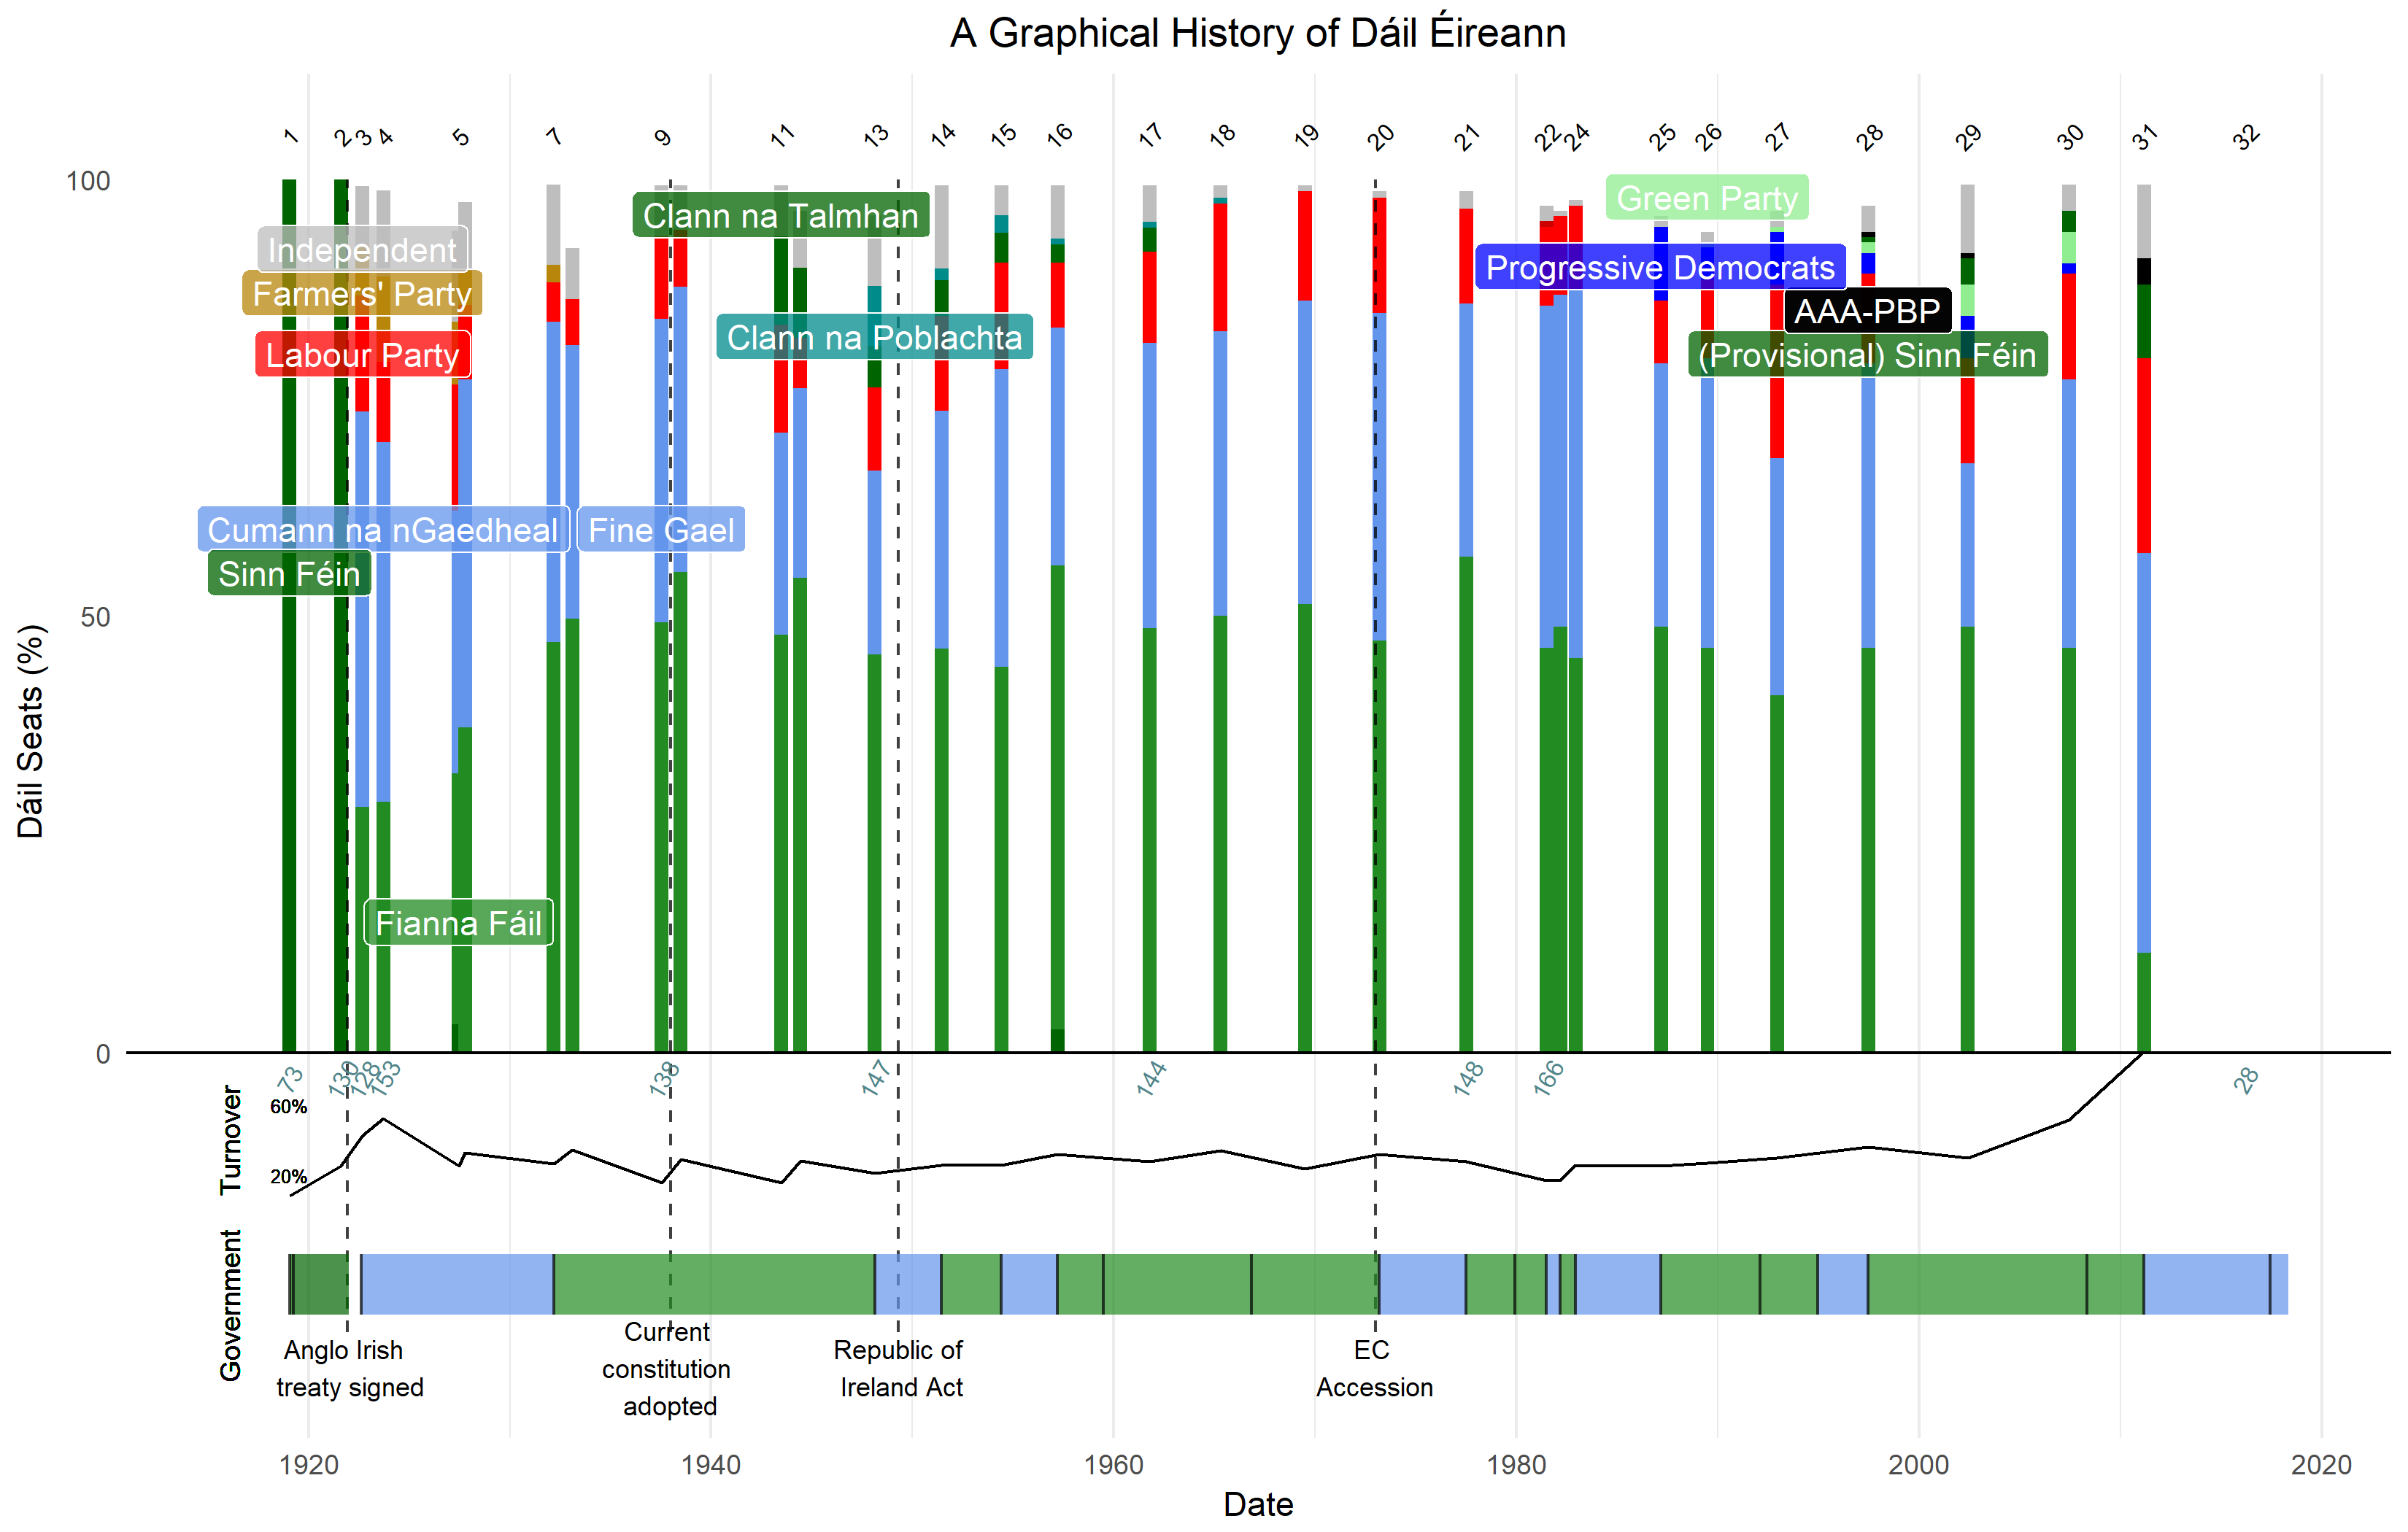 A Graphical History of Dáil Éireann
1 2 3 4 5 7 9 11 13 14 15 16 17 18 19 20 21 22 24 25 26 27 28 29 30 31 32
100
50
0
Dáil Seats (%)
Clann na Talmhan
Green Party
Independent
Farmers' Party
Progressive Democrats
AAA-PBP
Clann na Poblachta
Labour Party
(Provisional) Sinn Féin
Cumann na nGaedheal
Fine Gael
Sinn Féin
Fianna Fáil
73 130 128 153 138 147 144 148 166 28
Turnover
60%
20%
Government
Anglo Irish
treaty signed
Current
constitution
adopted
Republic of
Ireland Act
EC
Accession
1920 1940 1960 1980 2000 2020
Date